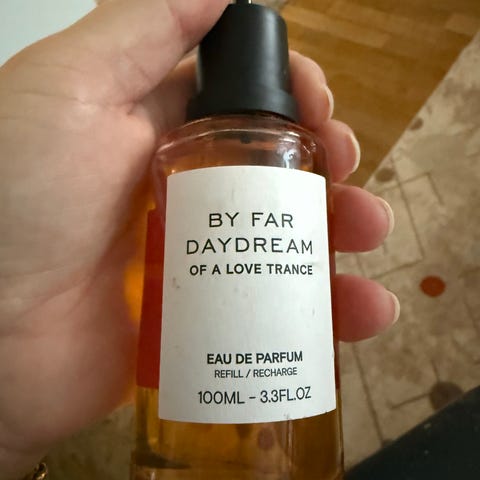 BY FAR
DAYDREAM
OF A LOVE TRANCE
EAU DE PARFUM
REFILL / RECHARGE
100ML - 3.3FL.OZ